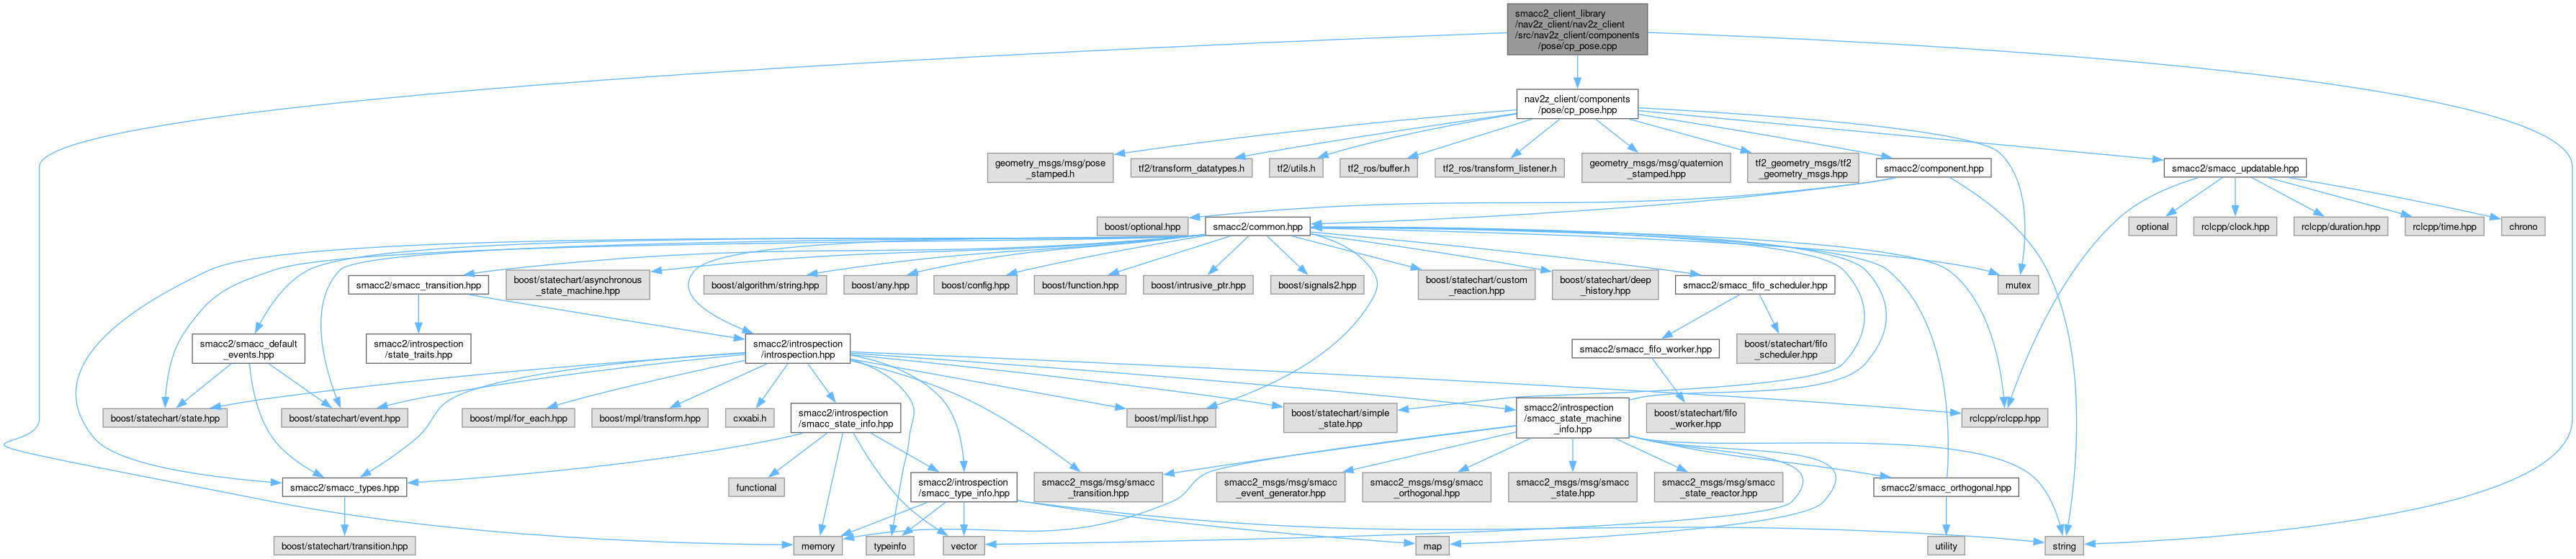 smacc2_client_library
/nav2z_client/nav2z_client
/src/nav2z_client/components
/pose/cp_pose.cpp
nav2z_client/components
/pose/cp_pose.hpp
geometry_msgs/msg/pose
_stamped.h
tf2/transform_datatypes.h
tf2/utils.h
tf2_ros/buffer.h
tf2_ros/transform_listener.h
geometry_msgs/msg/quaternion
_stamped.hpp
tf2_geometry_msgs/tf2
_geometry_msgs.hpp
smacc2/component.hpp
smacc2/smacc_updatable.hpp
boost/optional.hpp
smacc2/common.hpp
optional
rclcpp/clock.hpp
rclcpp/duration.hpp
rclcpp/time.hpp
chrono
smacc2/smacc_transition.hpp
boost/statechart/asynchronous
_state_machine.hpp
boost/algorithm/string.hpp
boost/any.hpp
boost/config.hpp
boost/function.hpp
boost/intrusive_ptr.hpp
boost/signals2.hpp
boost/statechart/custom
_reaction.hpp
boost/statechart/deep
_history.hpp
smacc2/smacc_fifo_scheduler.hpp
mutex
smacc2/smacc_default
_events.hpp
smacc2/introspection
/state_traits.hpp
smacc2/introspection
/introspection.hpp
smacc2/smacc_fifo_worker.hpp
boost/statechart/fifo
_scheduler.hpp
boost/statechart/state.hpp
boost/statechart/event.hpp
boost/mpl/for_each.hpp
boost/mpl/transform.hpp
cxxabi.h
smacc2/introspection
/smacc_state_info.hpp
boost/mpl/list.hpp
boost/statechart/simple
_state.hpp
smacc2/introspection
/smacc_state_machine
_info.hpp
boost/statechart/fifo
_worker.hpp
rclcpp/rclcpp.hpp
smacc2/smacc_types.hpp
functional
smacc2/introspection
/smacc_type_info.hpp
smacc2_msgs/msg/smacc
_transition.hpp
smacc2_msgs/msg/smacc
_event_generator.hpp
smacc2_msgs/msg/smacc
_orthogonal.hpp
smacc2_msgs/msg/smacc
_state.hpp
smacc2_msgs/msg/smacc
_state_reactor.hpp
smacc2/smacc_orthogonal.hpp
boost/statechart/transition.hpp
memory
typeinfo
vector
map
utility
string